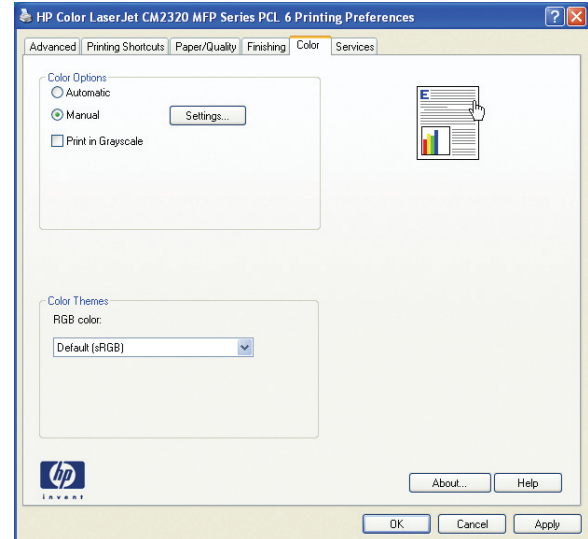 HP Color LaserJet CM2320 MFP Series PCL 6 Printing Preferences
Advanced Printing Shortcuts Paper/Quality Finishing Color Services
Color Options
Automatic
Manual
Settings...
Print in Grayscale
E
Color Themes
RGB color:
Default (sRGB)
hp
invent
About... Help
OK Cancel Apply